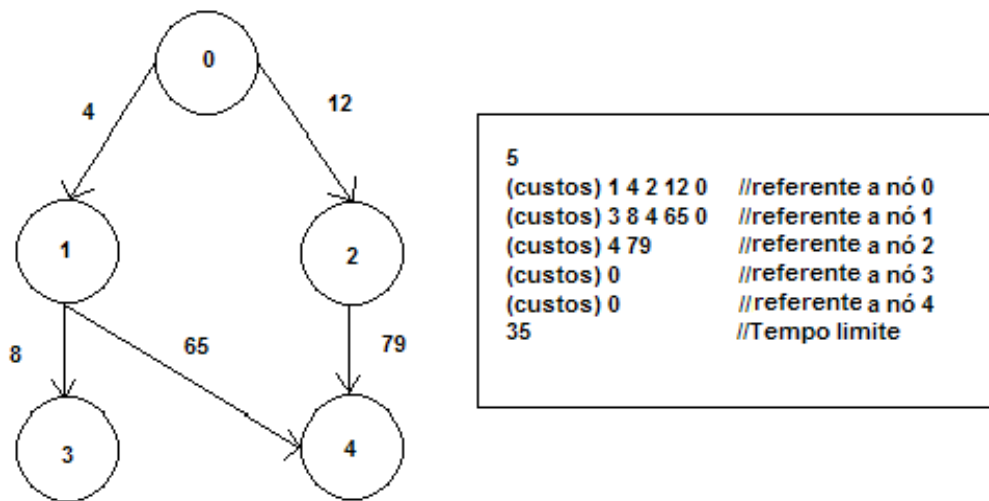 0
4
12
1
2
8
65
79
3
4
5
(custos) 1 4 2 12 0 //referente a nó 0
(custos) 3 8 4 65 0 //referente a nó 1
(custos) 4 79 //referente a nó 2
(custos) 0 //referente a nó 3
(custos) 0 //referente a nó 4
35 //Tempo limite